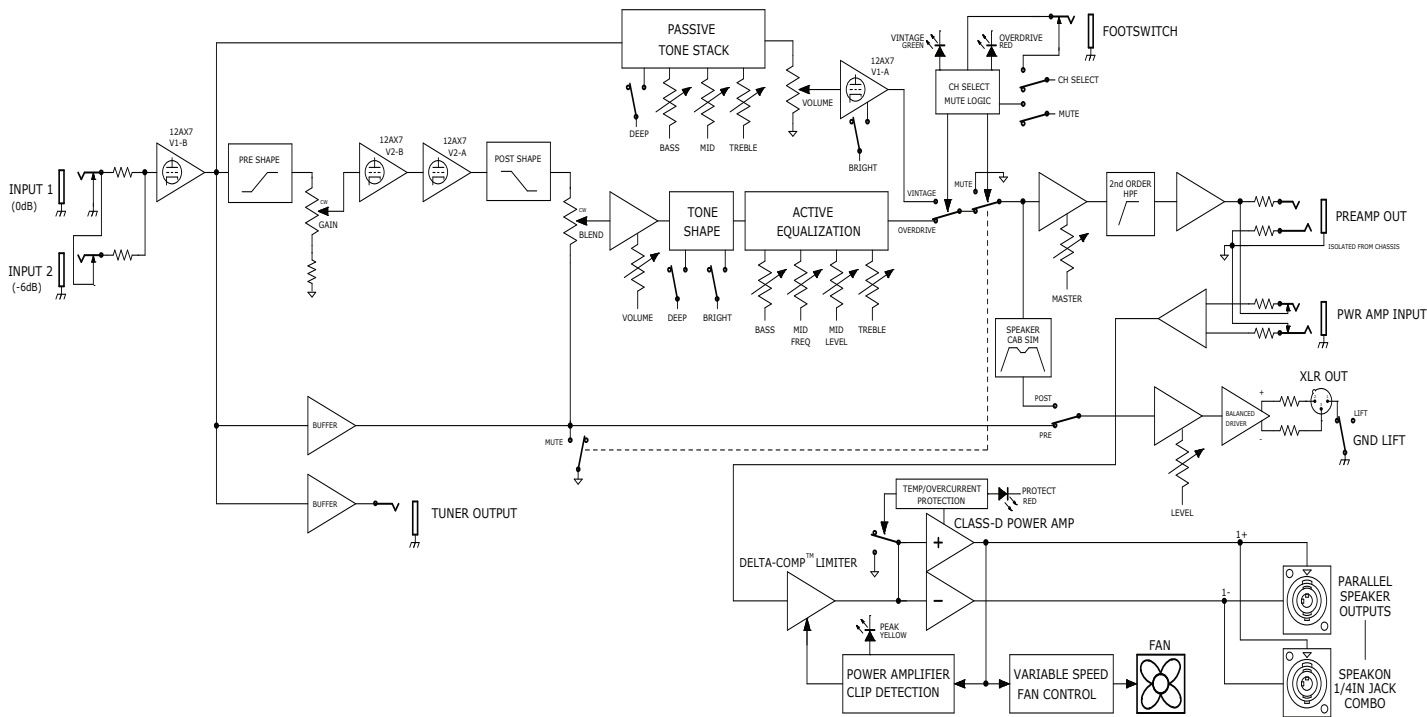 PASSIVE
TONE STACK
VINTAGE
GREEN
OVERDRIVE
RED
FOOTSWITCH
12AX7
V1-A
CH SELECT
MUTE LOGIC
CH SELECT
VOLUME
MUTE
DEEP
BASS
MID
TREBLE
BRIGHT
12AX7
V1-B
12AX7
V2-B
12AX7
V2-A
PRE SHAPE
POST SHAPE
INPUT 1
(0dB)
INPUT 2
(-6dB)
CW
GAIN
CW
BLEND
TONE
SHAPE
ACTIVE
EQUALIZATION
VINTAGE
OVERDRIVE
MUTE
2nd ORDER
HPF
PREAMP OUT
ISOLATED FROM CHASSIS
VOLUME
DEEP
BRIGHT
BASS
MID
FREQ
MID
LEVEL
TREBLE
MASTER
PWR AMP INPUT
SPEAKER
CAB SIM
POST
PRE
XLR OUT
+
-
BALANCED
DRIVER
LIFT
GND LIFT
LEVEL
BUFFER
MUTE
BUFFER
TUNER OUTPUT
TEMP/OVERCURRENT
PROTECTION
PROTECT
RED
CLASS-D POWER AMP
DELTA-COMP™ LIMITER
+
-
1+
1-
PARALLEL
SPEAKER
OUTPUTS
PEAK
YELLOW
POWER AMPLIFIER
CLIP DETECTION
VARIABLE SPEED
FAN CONTROL
FAN
SPEAKON
1/4IN JACK
COMBO